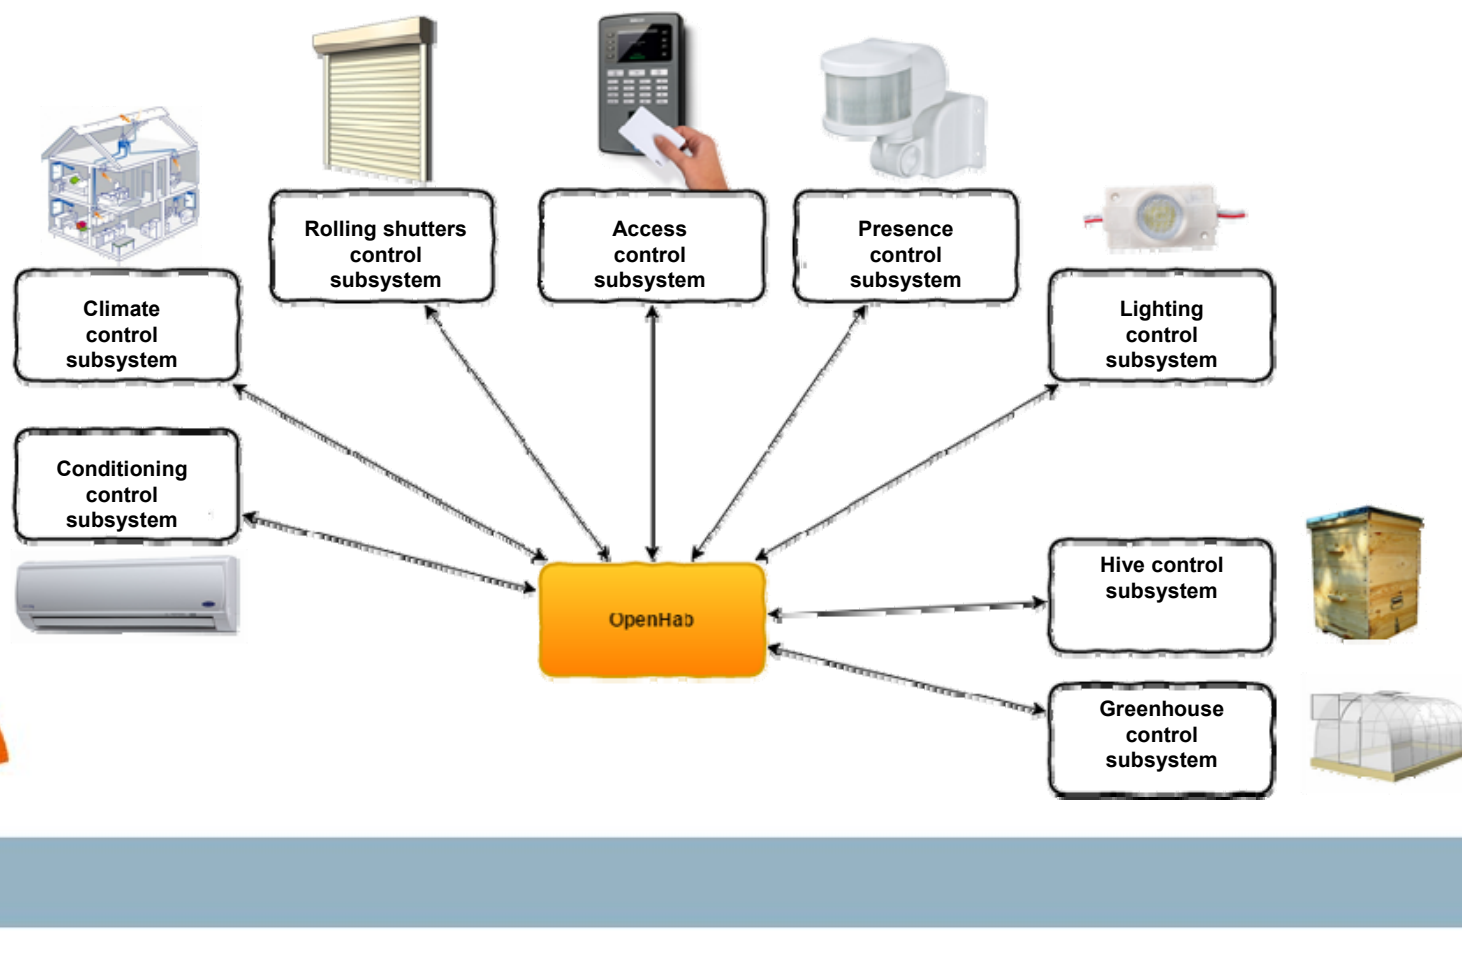 Rolling shutters
control
subsystem
Access
control
subsystem
Presence
control
subsystem
Climate
control
subsystem
Lighting
control
subsystem
Conditioning
control
subsystem
Hive control
subsystem
OpenHab
Greenhouse
control
subsystem